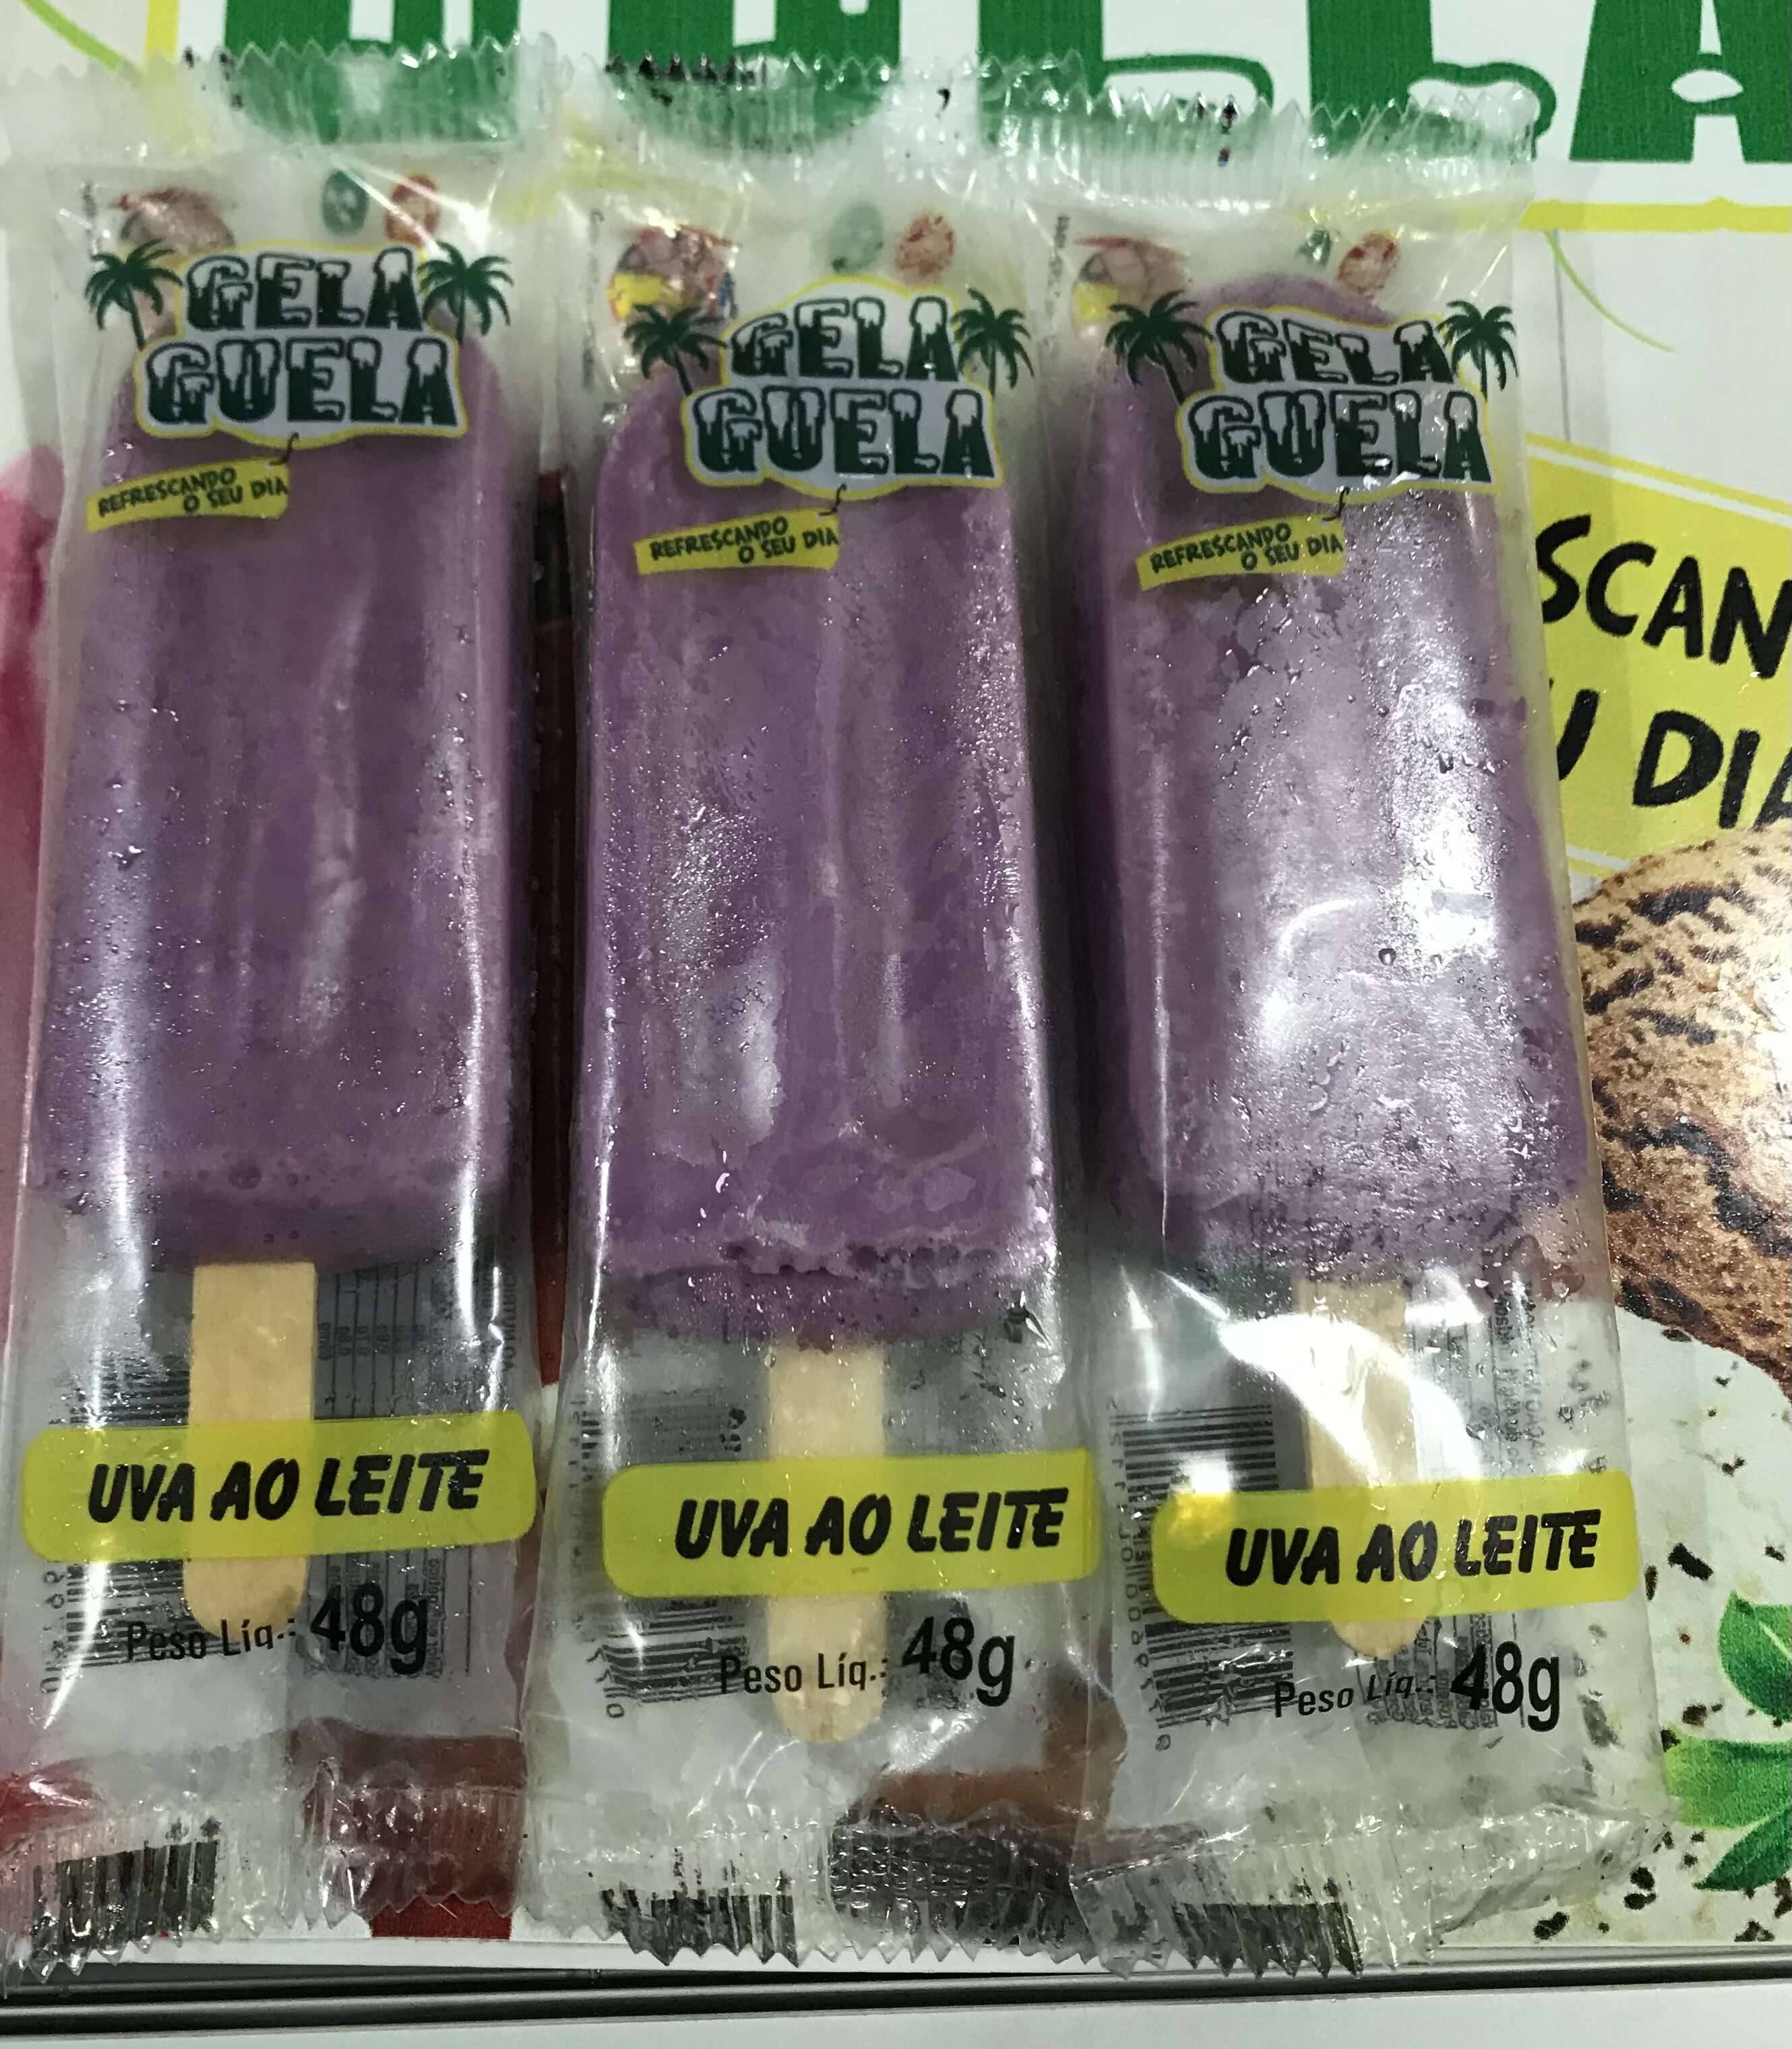 GELA
GUELA
REFRESCANDO
O SEU DIA
UVA AO LEITE
Peso Líq.: 48g
GELA
GUELA
REFRESCANDO
O SEU DIA
UVA AO LEITE
Peso Líq.: 48g
GELA
GUELA
REFRESCANDO
O SEU DIA
UVA AO LEITE
Peso Líq.: 48g
SCAN
U DIA